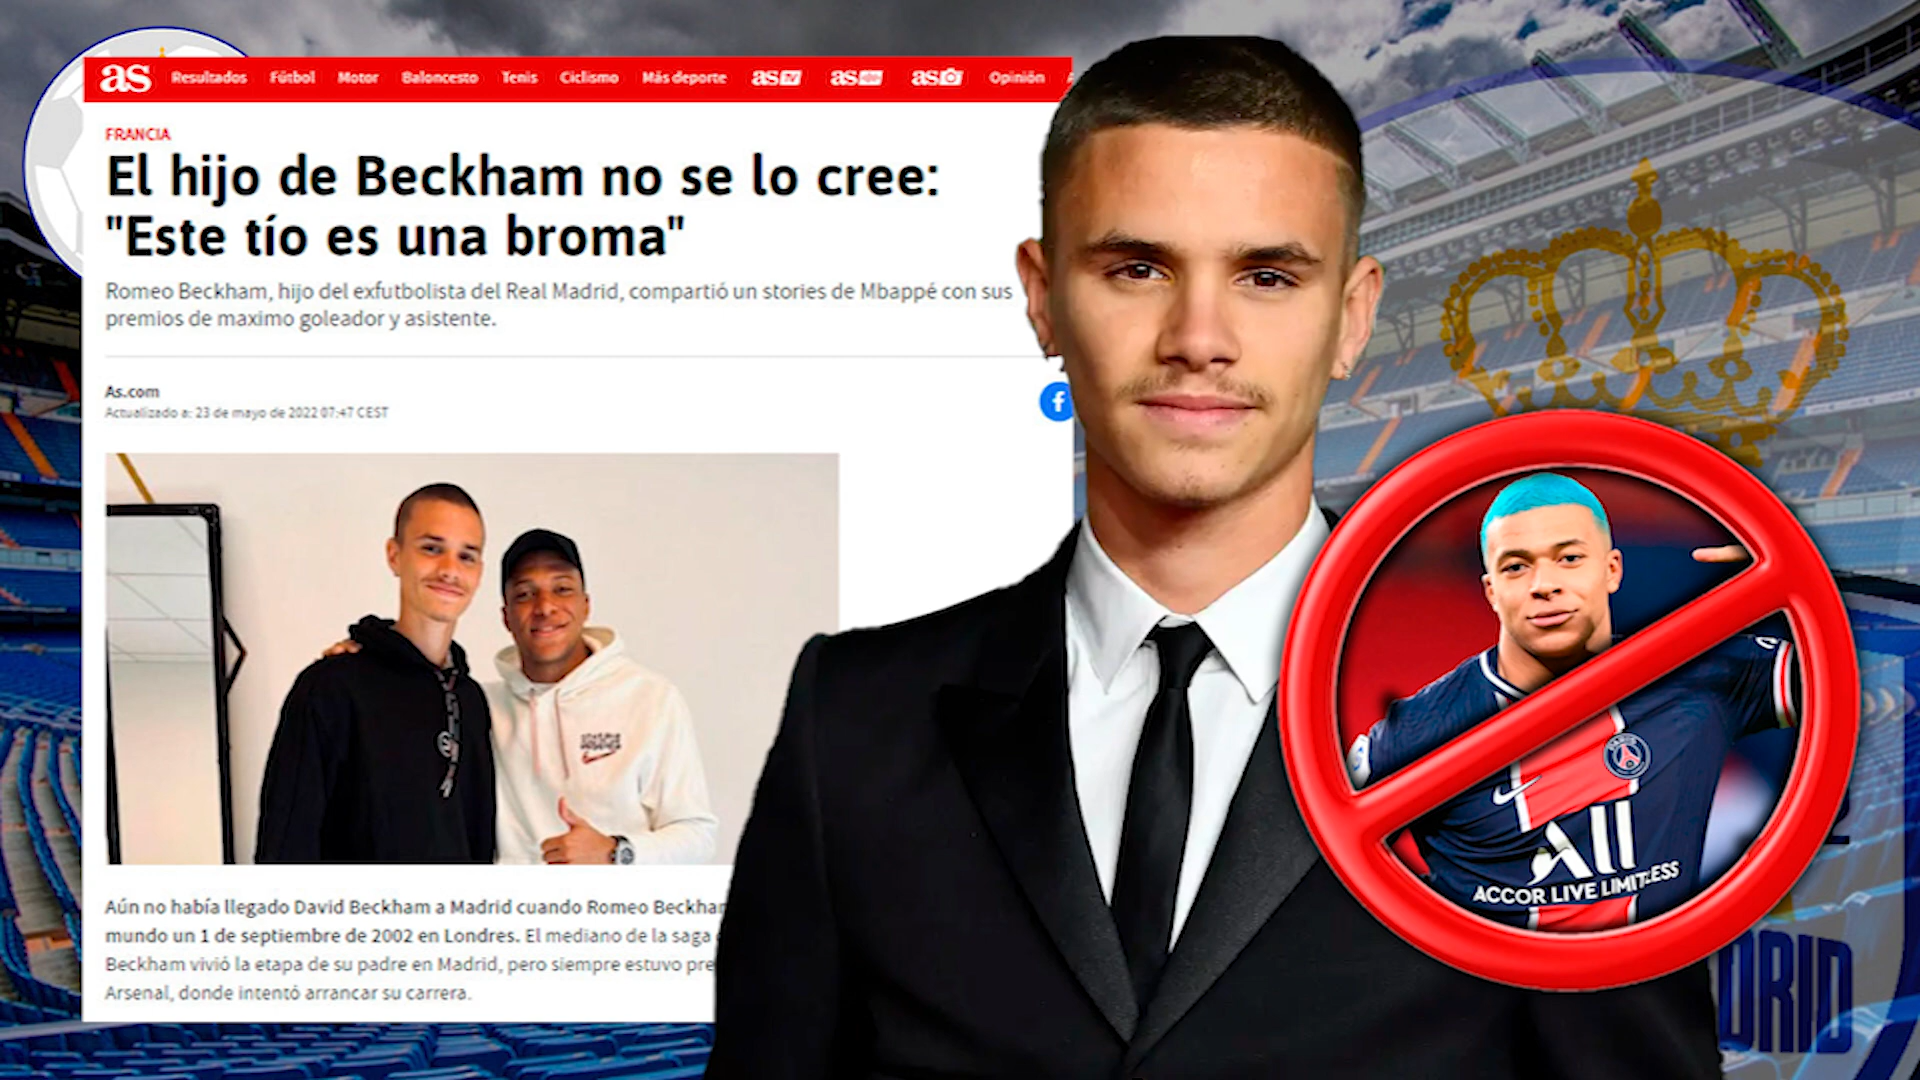 as Resultados Fútbol Motor Baloncesto Tenis Ciclismo Más deporte as TV as as Opinión
FRANCIA
El hijo de Beckham no se lo cree:
"Este tío es una broma"
Romeo Beckham, hijo del exfutbolista del Real Madrid, compartió un stories de Mbappé con sus
premios de maximo goleador y asistente.
As.com
Actualizado a: 23 de mayo de 2022 07:47 CEST
f
Aún no había llegado David Beckham a Madrid cuando Romeo Beckham
mundo un 1 de septiembre de 2002 en Londres. El mediano de la saga
Beckham vivió la etapa de su padre en Madrid, pero siempre estuvo pre
Arsenal, donde intentó arrancar su carrera.
PARIS
ALL
ACCOR LIVE LIMITLESS
DRID